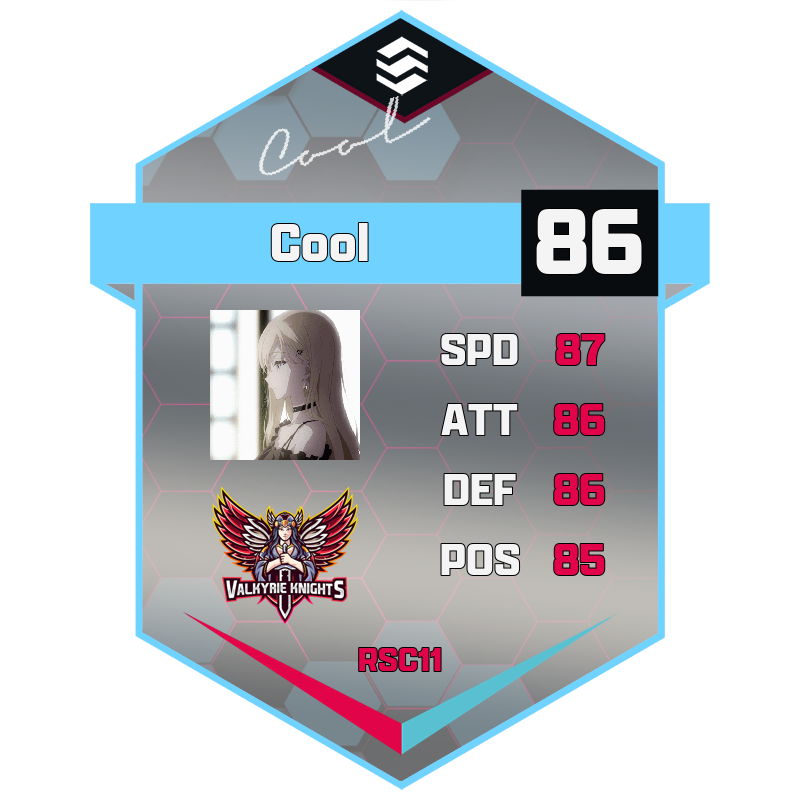 Cool
Cool 86
SPD 87
ATT 86
DEF 86
POS 85
VALKYRIE KNIGHTS
RSC11